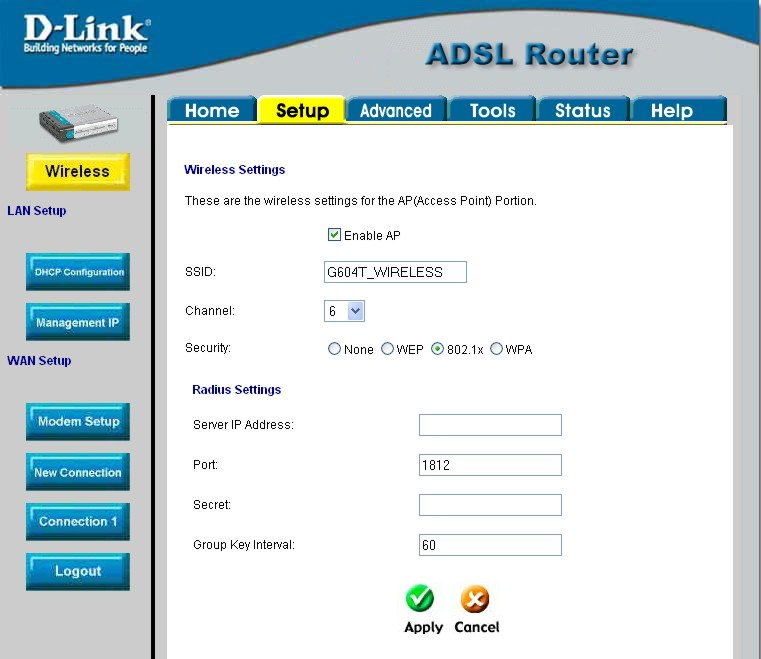 D-Link®
Building Networks for People
ADSL Router
Home Setup Advanced Tools Status Help
Wireless
LAN Setup
DHCP Configuration
Management IP
WAN Setup
Modem Setup
New Connection
Connection 1
Logout
Wireless Settings
These are the wireless settings for the AP(Access Point) Portion.
Enable AP
SSID: G604T_WIRELESS
Channel: 6
Security: None WEP 802.1x WPA
Radius Settings
Server IP Address:
Port: 1812
Secret:
Group Key Interval: 60
Apply Cancel